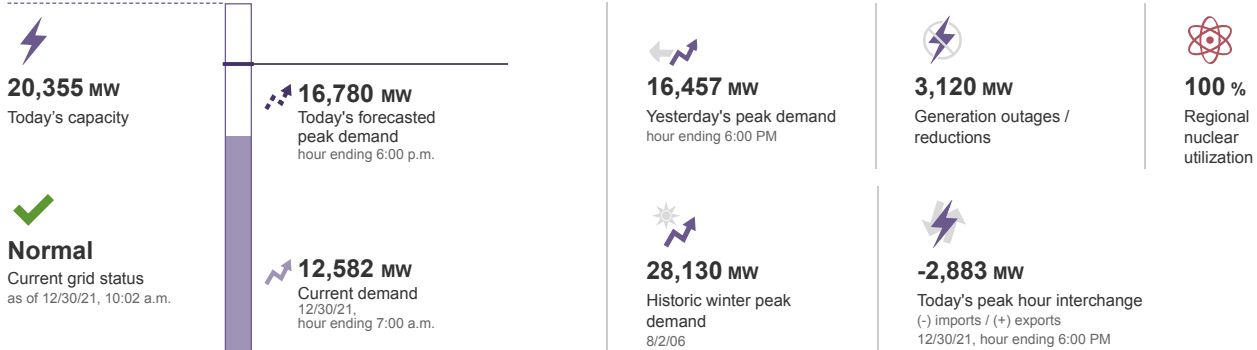 20,355 MW
Today's capacity
16,780 MW
Today's forecasted
peak demand
hour ending 6:00 p.m.
Normal
Current grid status
as of 12/30/21, 10:02 a.m.
12,582 MW
Current demand
12/30/21,
hour ending 7:00 a.m.
16,457 MW
Yesterday's peak demand
hour ending 6:00 PM
3,120 MW
Generation outages /
reductions
100 %
Regional
nuclear
utilization
28,130 MW
Historic winter peak
demand
8/2/06
-2,883 MW
Today's peak hour interchange
(-) imports / (+) exports
12/30/21, hour ending 6:00 PM